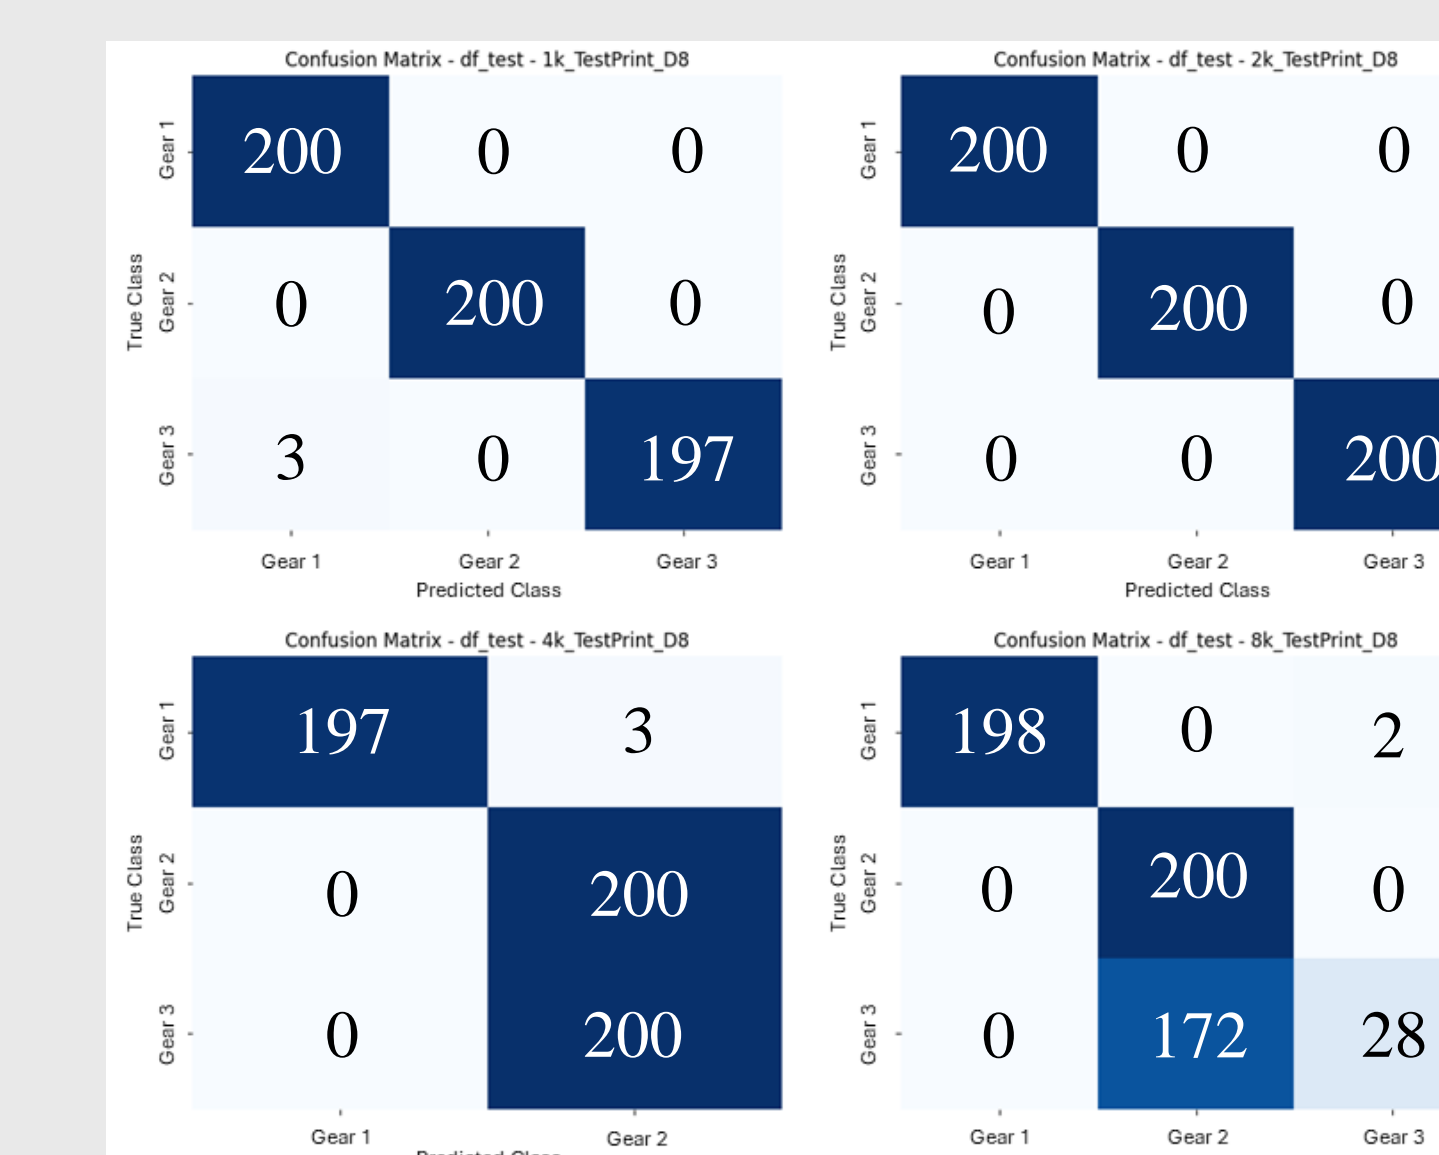 Confusion Matrix - df_test - 1k_TestPrint_D8
Gear 1
200 0 0
True Class
Gear 2
0 200 0
Gear 3
3 0 197
Gear 1 Gear 2 Gear 3
Predicted Class
Confusion Matrix - df_test - 2k_TestPrint_D8
Gear 1
200 0 0
True Class
Gear 2
0 200 0
Gear 3
0 0 200
Gear 1 Gear 2 Gear 3
Predicted Class
Confusion Matrix - df_test - 4k_TestPrint_D8
Gear 1
197 3
True Class
Gear 2
0 200
Gear 3
0 200
Gear 1 Gear 2
Predicted Class
Confusion Matrix - df_test - 8k_TestPrint_D8
Gear 1
198 0 2
True Class
Gear 2
0 200 0
Gear 3
0 172 28
Gear 1 Gear 2 Gear 3